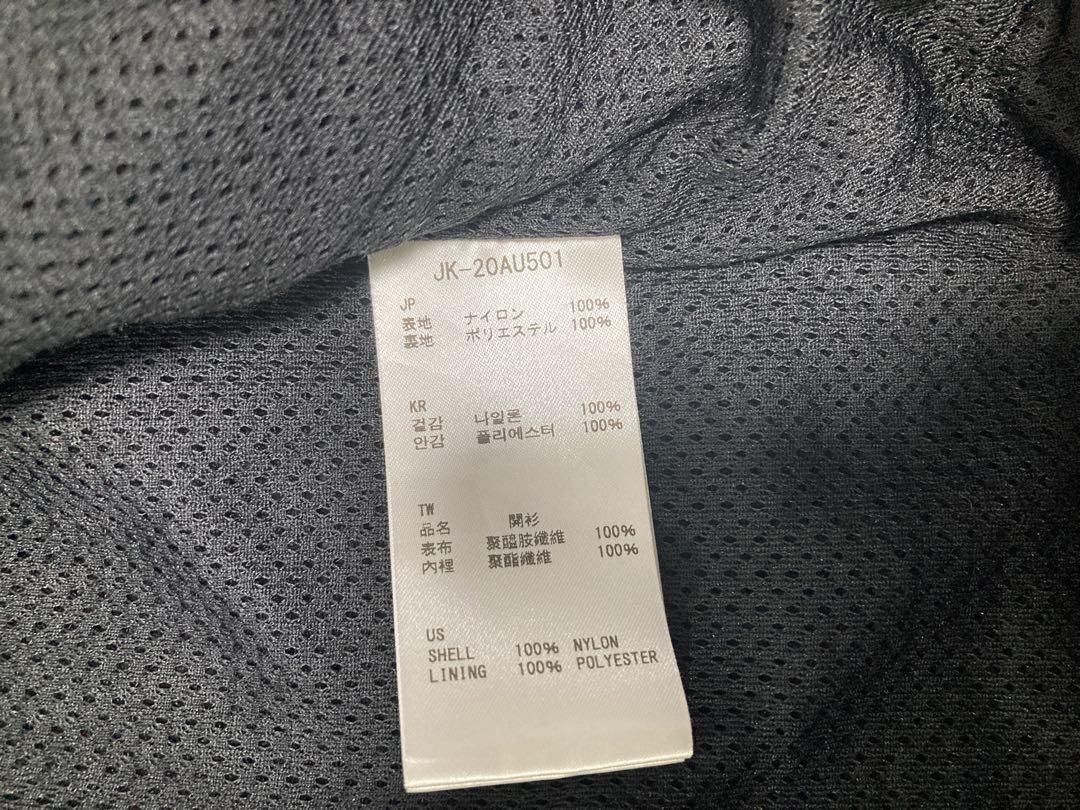 JK-20AU501
JP
表地 ナイロン 100%
裏地 ポリエステル 100%
KR
겉감 나일론 100%
안감 폴리에스터 100%
TW
品名 開衫
表布 聚醯胺纖維 100%
內裡 聚酯纖維 100%
US
SHELL 100% NYLON
LINING 100% POLYESTER